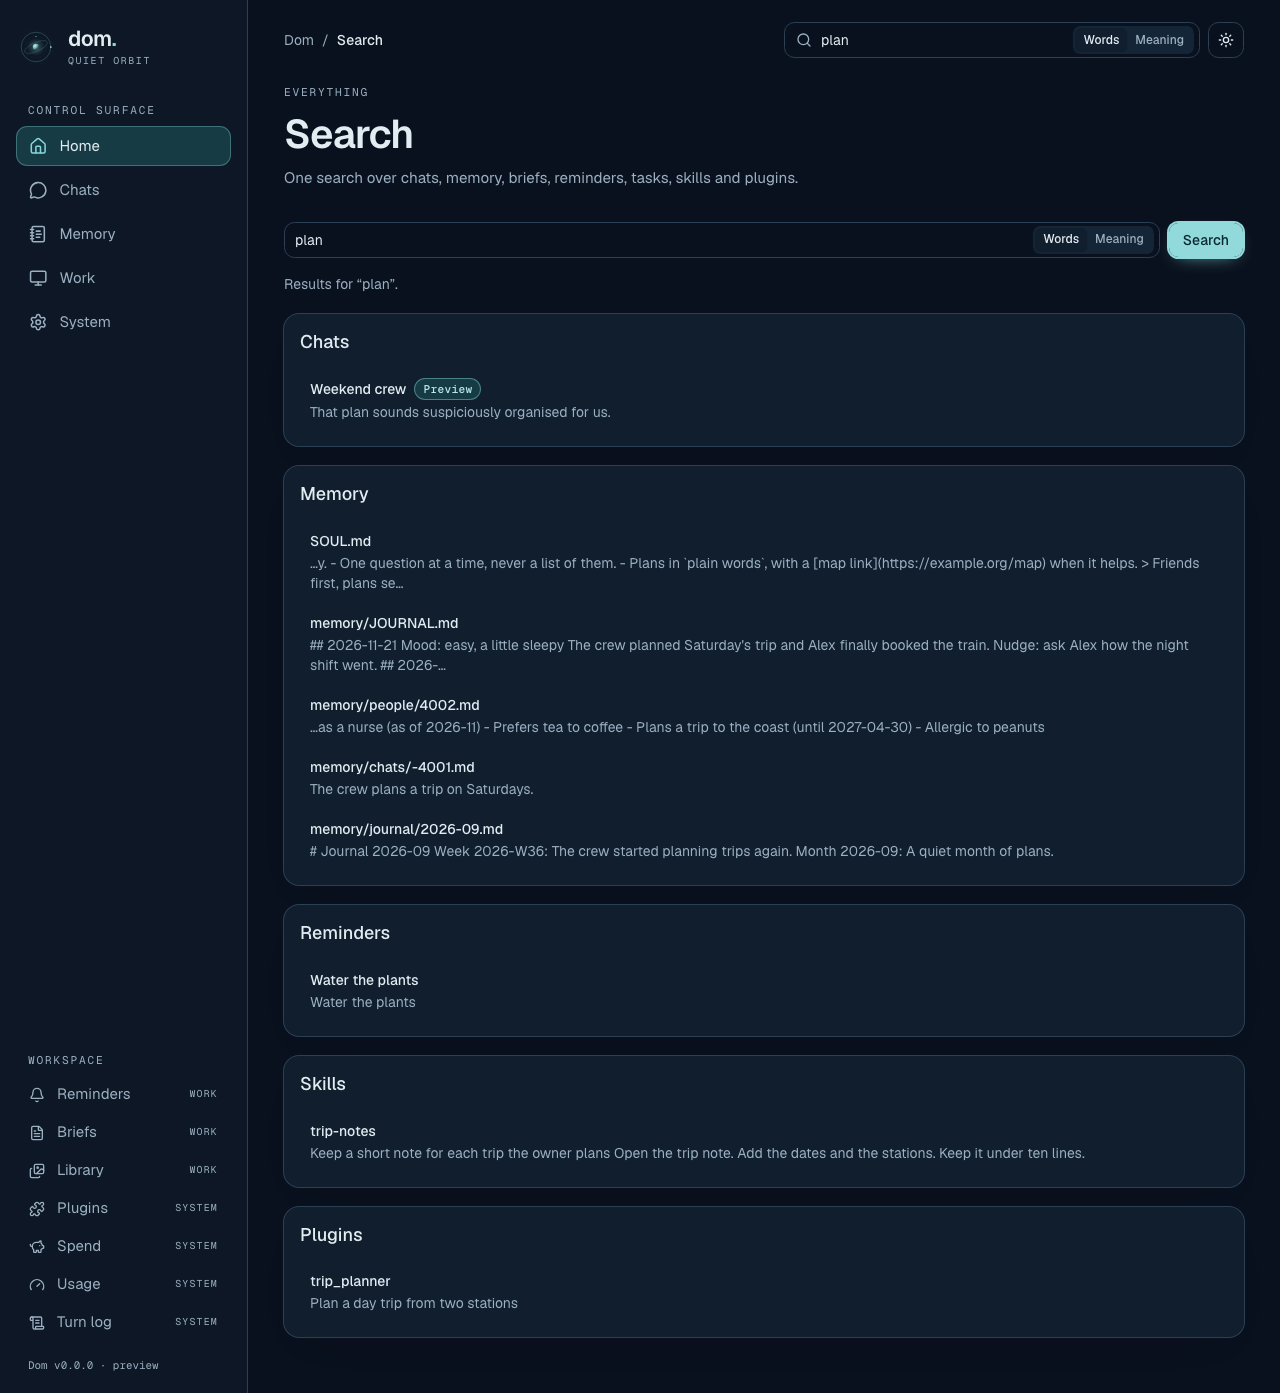 dom.
QUIET ORBIT
CONTROL SURFACE
Home
Chats
Memory
Work
System
WORKSPACE
Reminders WORK
Briefs WORK
Library WORK
Plugins SYSTEM
Spend SYSTEM
Usage SYSTEM
Turn log SYSTEM
Dom v0.0.0 · preview
Dom / Search
plan Words Meaning
EVERYTHING
Search
One search over chats, memory, briefs, reminders, tasks, skills and plugins.
plan Words Meaning Search
Results for “plan”.
Chats
Weekend crew Preview
That plan sounds suspiciously organised for us.
Memory
SOUL.md
…y. - One question at a time, never a list of them. - Plans in `plain words`, with a [map link](https://example.org/map) when it helps. > Friends
first, plans se…
memory/JOURNAL.md
## 2026-11-21 Mood: easy, a little sleepy The crew planned Saturday's trip and Alex finally booked the train. Nudge: ask Alex how the night
shift went. ## 2026-…
memory/people/4002.md
…as a nurse (as of 2026-11) - Prefers tea to coffee - Plans a trip to the coast (until 2027-04-30) - Allergic to peanuts
memory/chats/-4001.md
The crew plans a trip on Saturdays.
memory/journal/2026-09.md
# Journal 2026-09 Week 2026-W36: The crew started planning trips again. Month 2026-09: A quiet month of plans.
Reminders
Water the plants
Water the plants
Skills
trip-notes
Keep a short note for each trip the owner plans Open the trip note. Add the dates and the stations. Keep it under ten lines.
Plugins
trip_planner
Plan a day trip from two stations